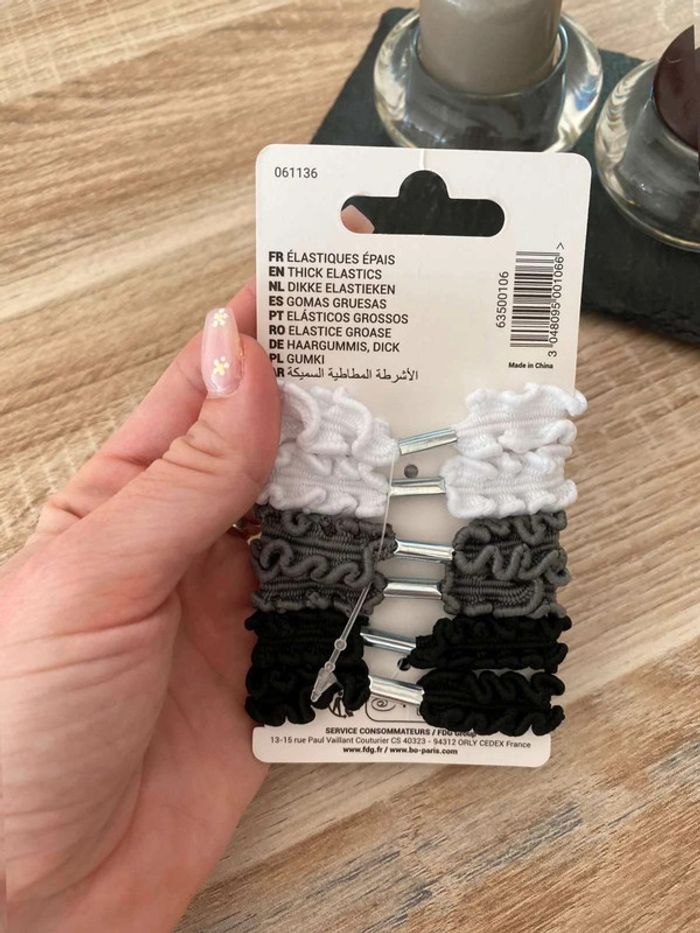 061136
FR ÉLASTIQUES ÉPAIS
EN THICK ELASTICS
NL DIKKE ELASTIEKEN
ES GOMAS GRUESAS
PT ELÁSTICOS GROSSOS
RO ELASTICE GROASE
DE HAARGUMMIS, DICK
PL GUMKI
AR الأشرطة المطاطية السميكة
63500106
3 048095 001066 >
Made in China
SERVICE CONSOMMATEURS / FDG Group
13-15 rue Paul Vaillant Couturier CS 40323 - 94312 ORLY CEDEX France
www.fdg.fr / www.bo-paris.com